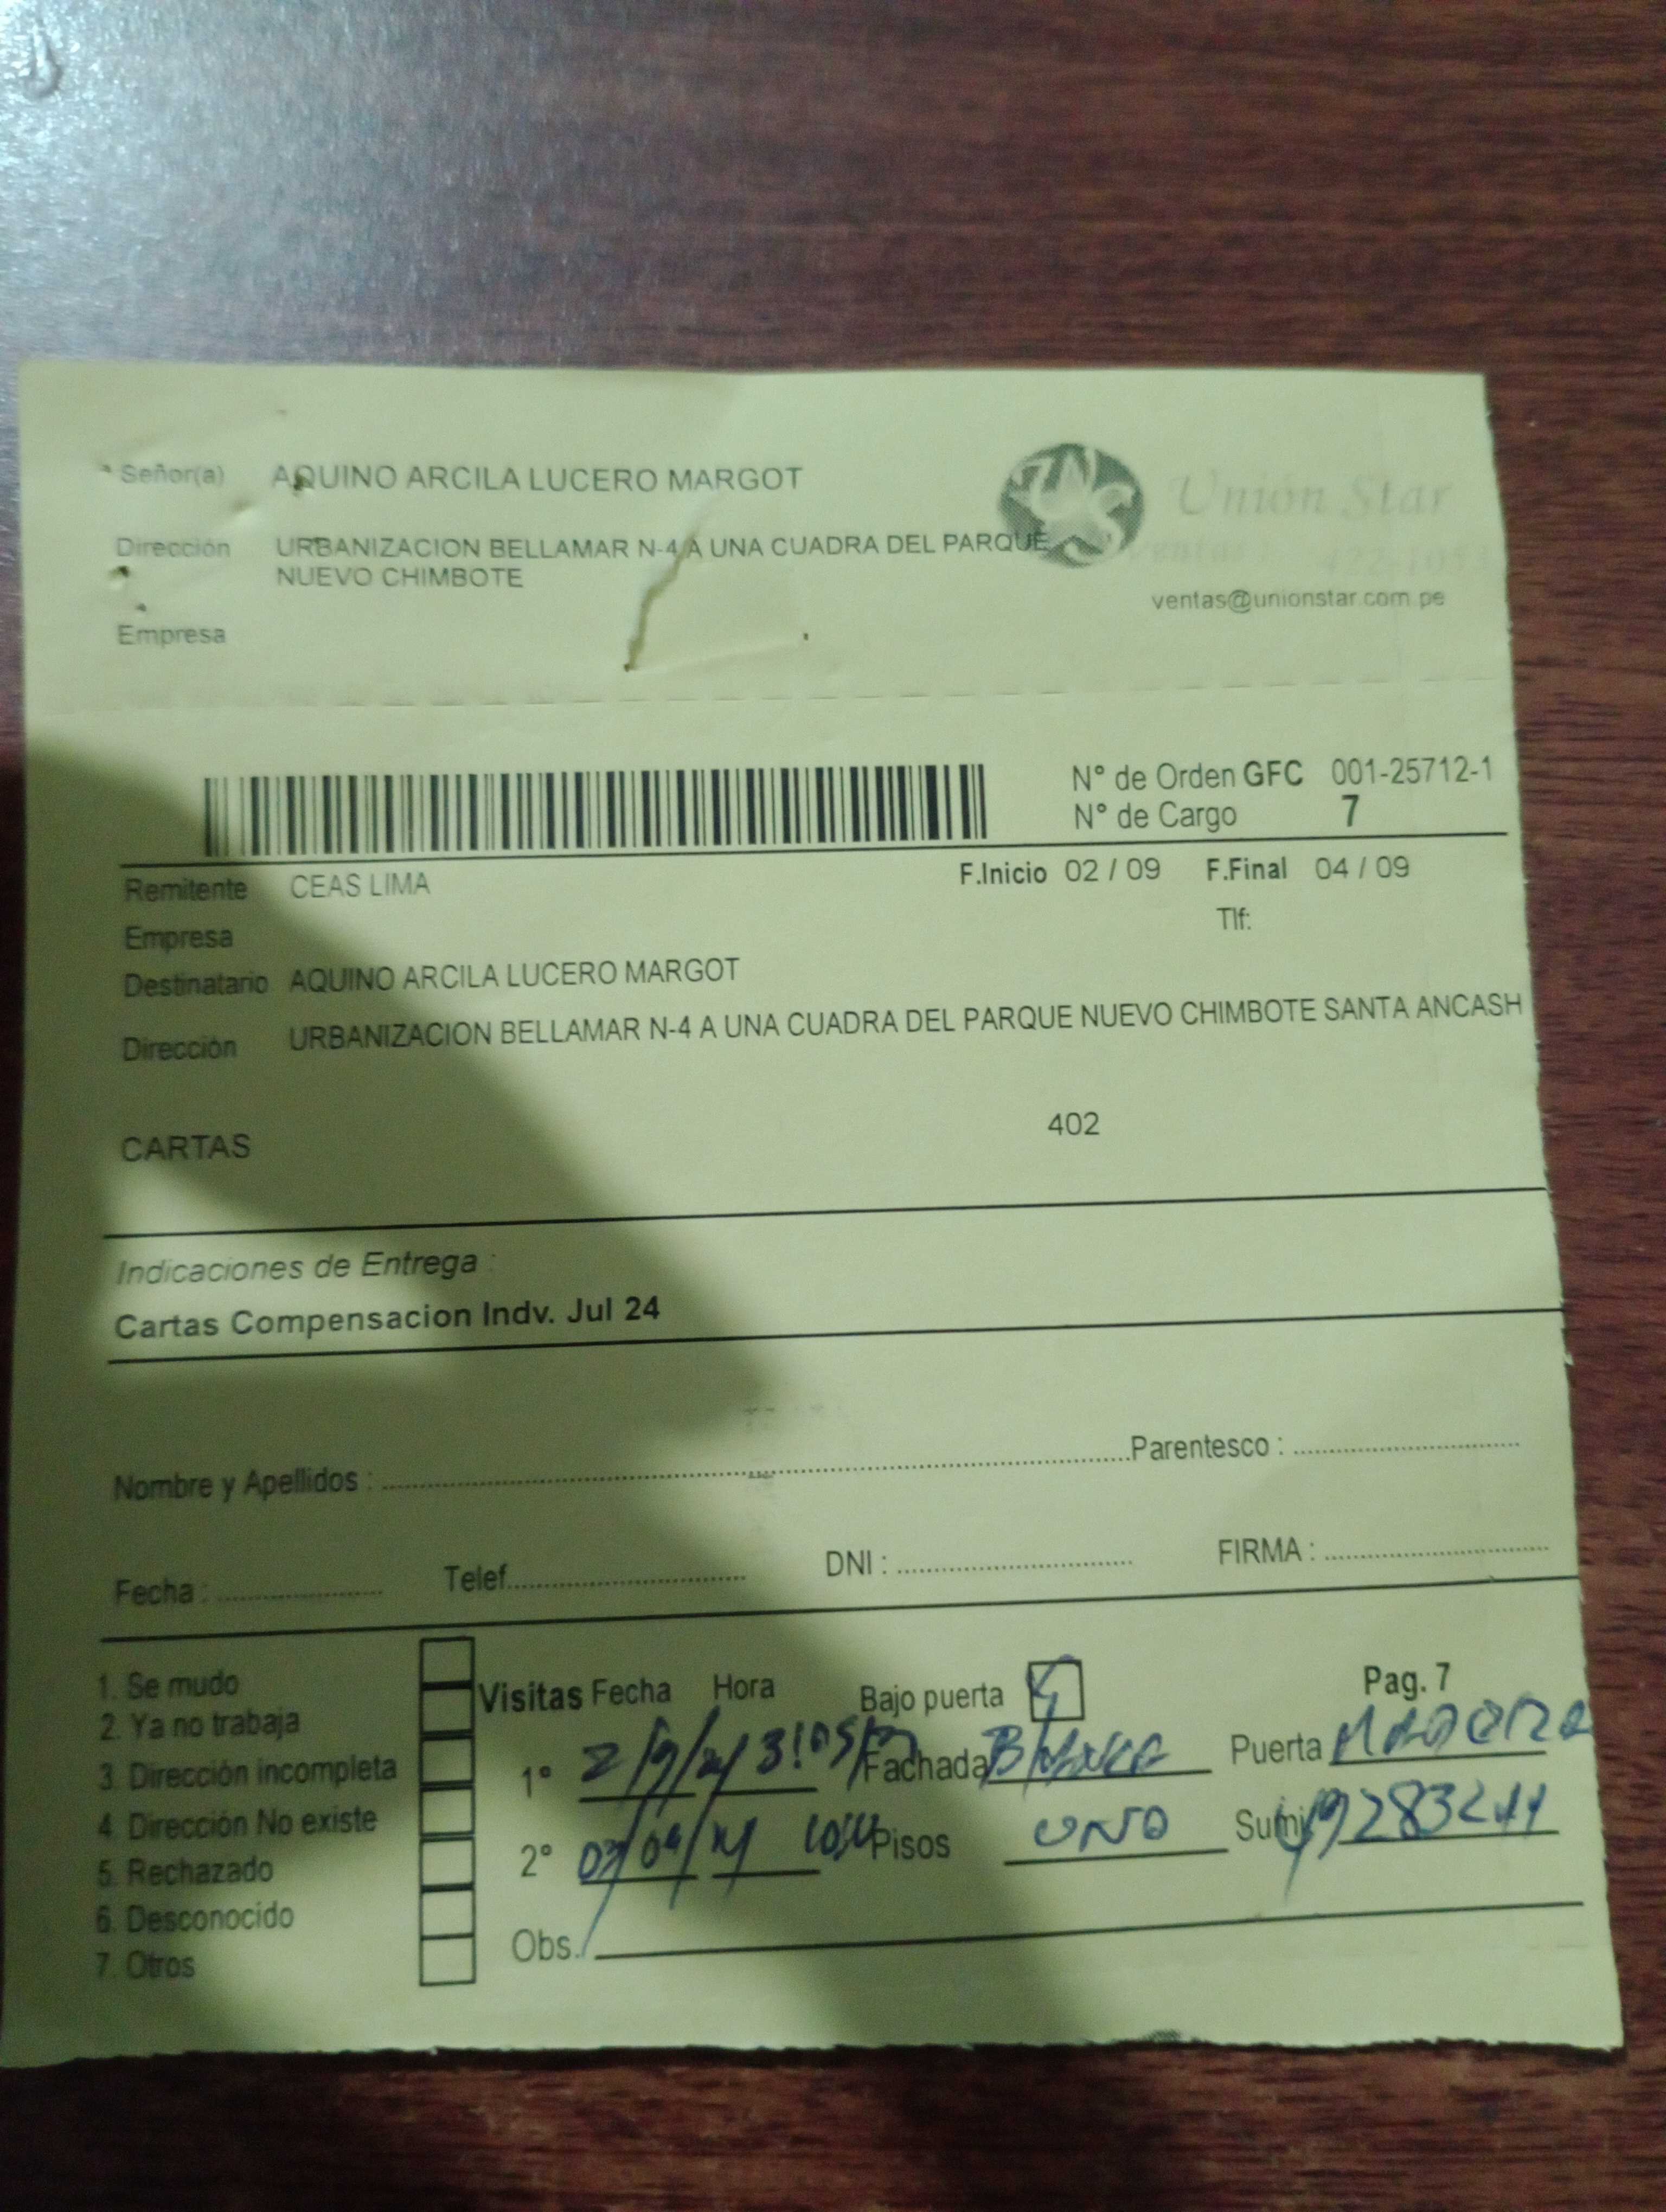 Señor(a) AQUINO ARCILA LUCERO MARGOT
Unión Star
Dirección URBANIZACION BELLAMAR N-4 A UNA CUADRA DEL PARQUE
NUEVO CHIMBOTE
ventas@unionstar.com.pe
Empresa
N° de Orden GFC 001-25712-1
N° de Cargo 7
Remitente CEAS LIMA F.Inicio 02 / 09 F.Final 04 / 09
Empresa Tlf:
Destinatario AQUINO ARCILA LUCERO MARGOT
Dirección URBANIZACION BELLAMAR N-4 A UNA CUADRA DEL PARQUE NUEVO CHIMBOTE SANTA ANCASH
CARTAS 402
Indicaciones de Entrega :
Cartas Compensacion Indv. Jul 24
Nombre y Apellidos : Parentesco :
Fecha : Telef. DNI : FIRMA :
1. Se mudo
2. Ya no trabaja
3. Dirección incompleta
4. Dirección No existe
5. Rechazado
6. Desconocido
7. Otros
Visitas Fecha Hora Bajo puerta Pag. 7
1° 2/9/24 Fachada Blanca Puerta MADERA
2° Pisos UNO Sumi
Obs.